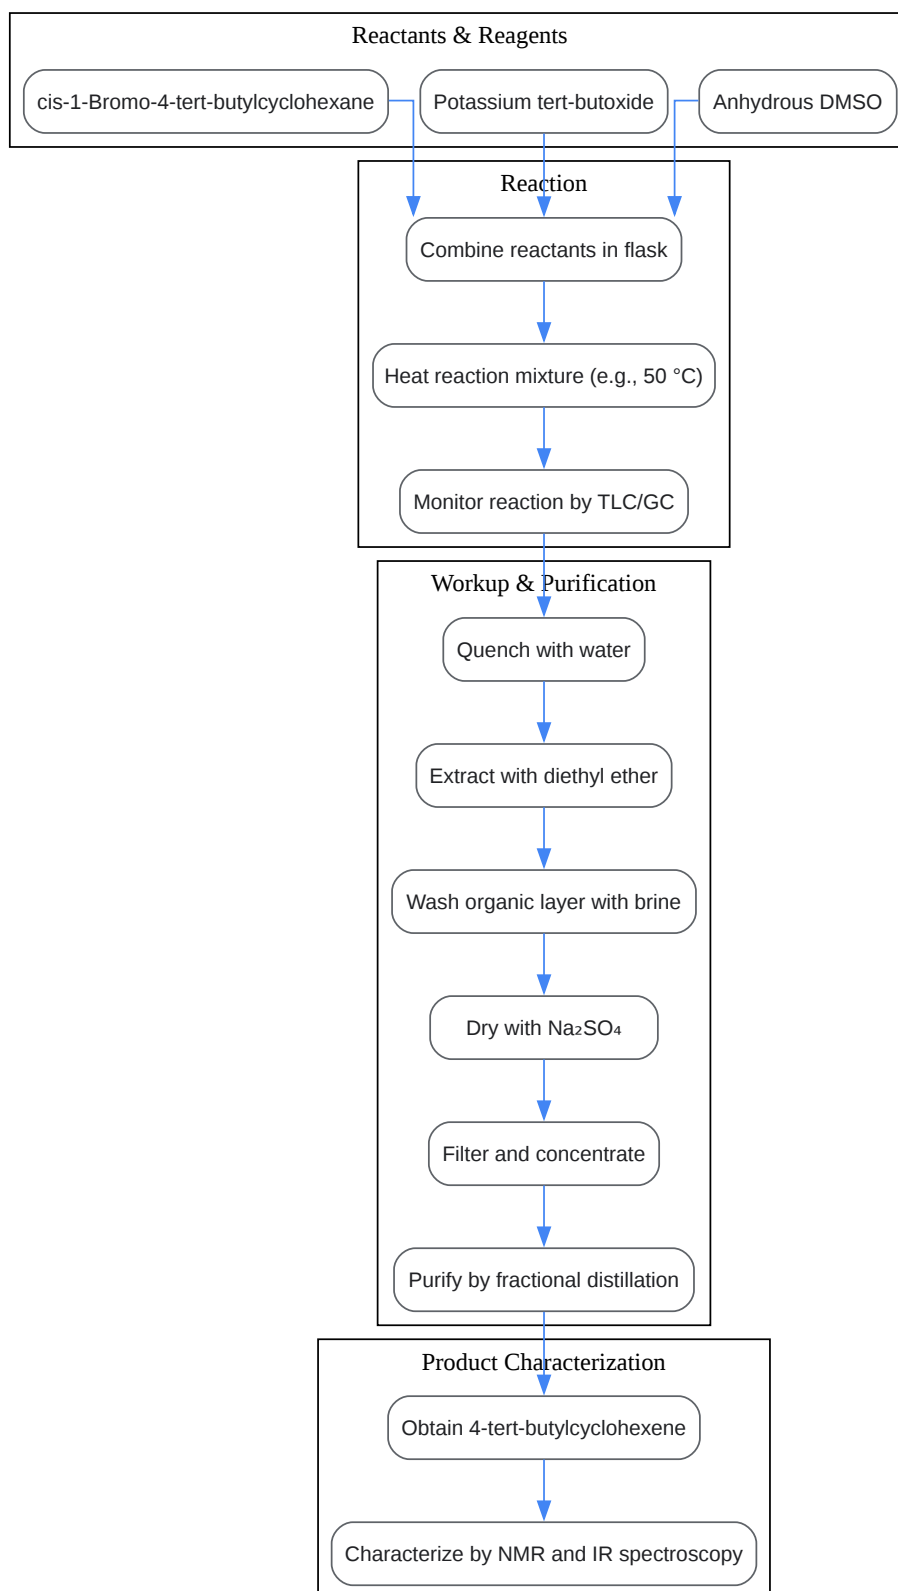 Reactants & Reagents
cis-1-Bromo-4-tert-butylcyclohexane
Potassium tert-butoxide
Anhydrous DMSO
Reaction
Combine reactants in flask
Heat reaction mixture (e.g., 50 °C)
Monitor reaction by TLC/GC
Workup & Purification
Quench with water
Extract with diethyl ether
Wash organic layer with brine
Dry with Na₂SO₄
Filter and concentrate
Purify by fractional distillation
Product Characterization
Obtain 4-tert-butylcyclohexene
Characterize by NMR and IR spectroscopy